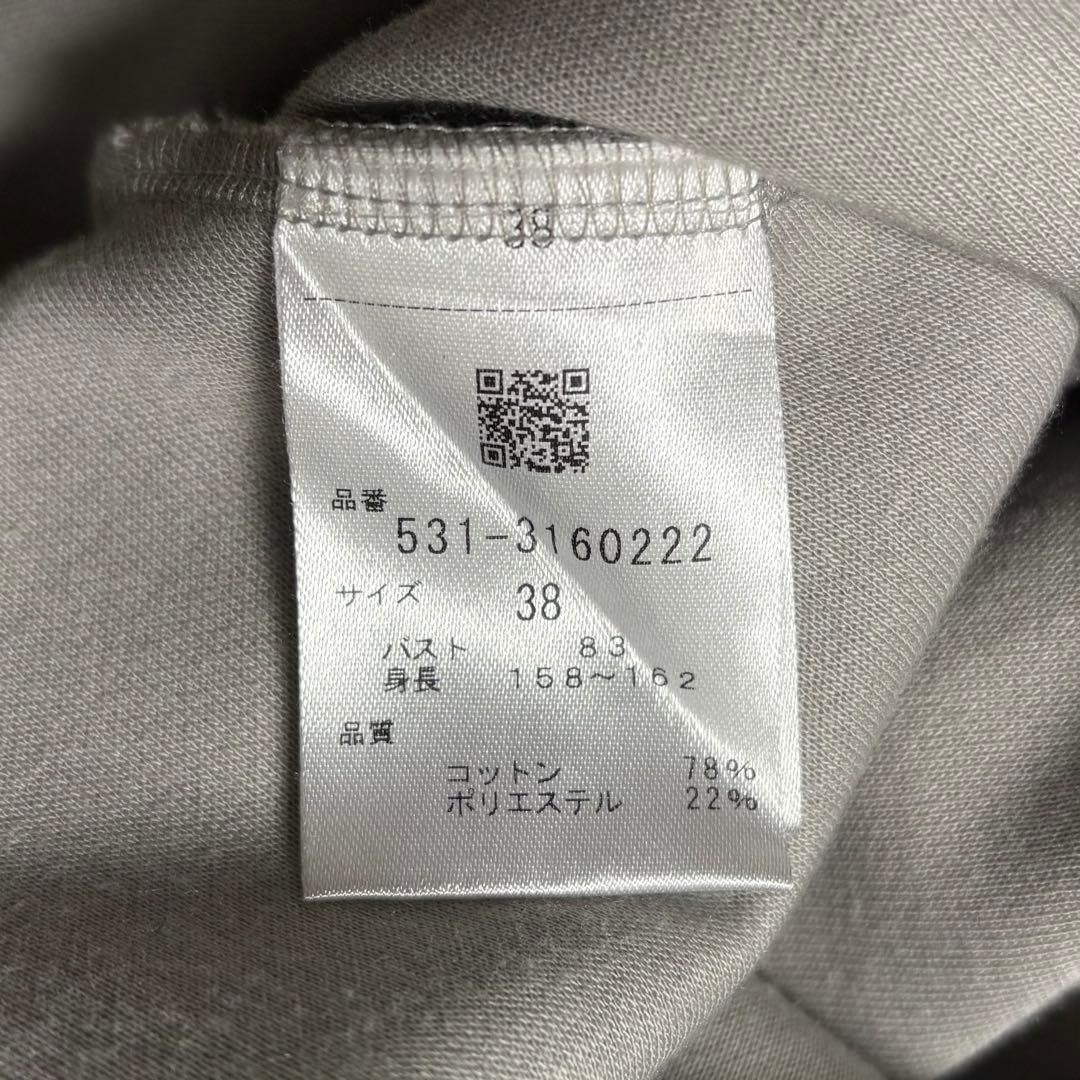 38
品番
531-3160222
サイズ 38
バスト 83
身長 158～162
品質
コットン 78%
ポリエステル 22%